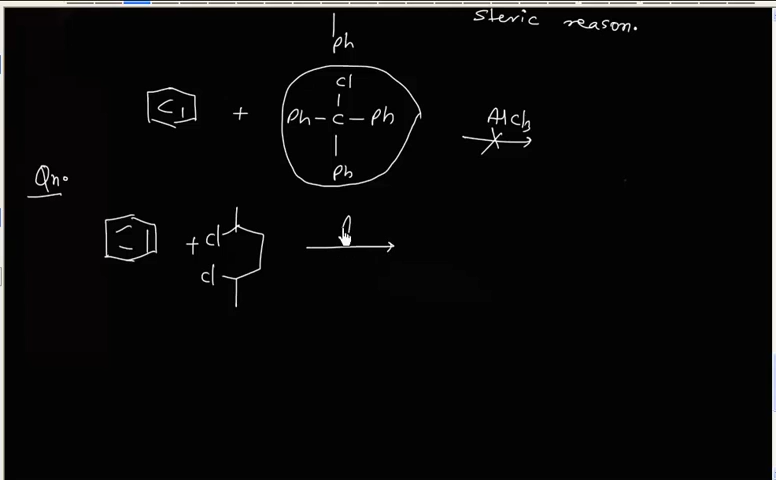 steric reason.
Ph
Cl
+ Ph-C-Ph AlCl3
Ph
Qn.
+ Cl
Cl